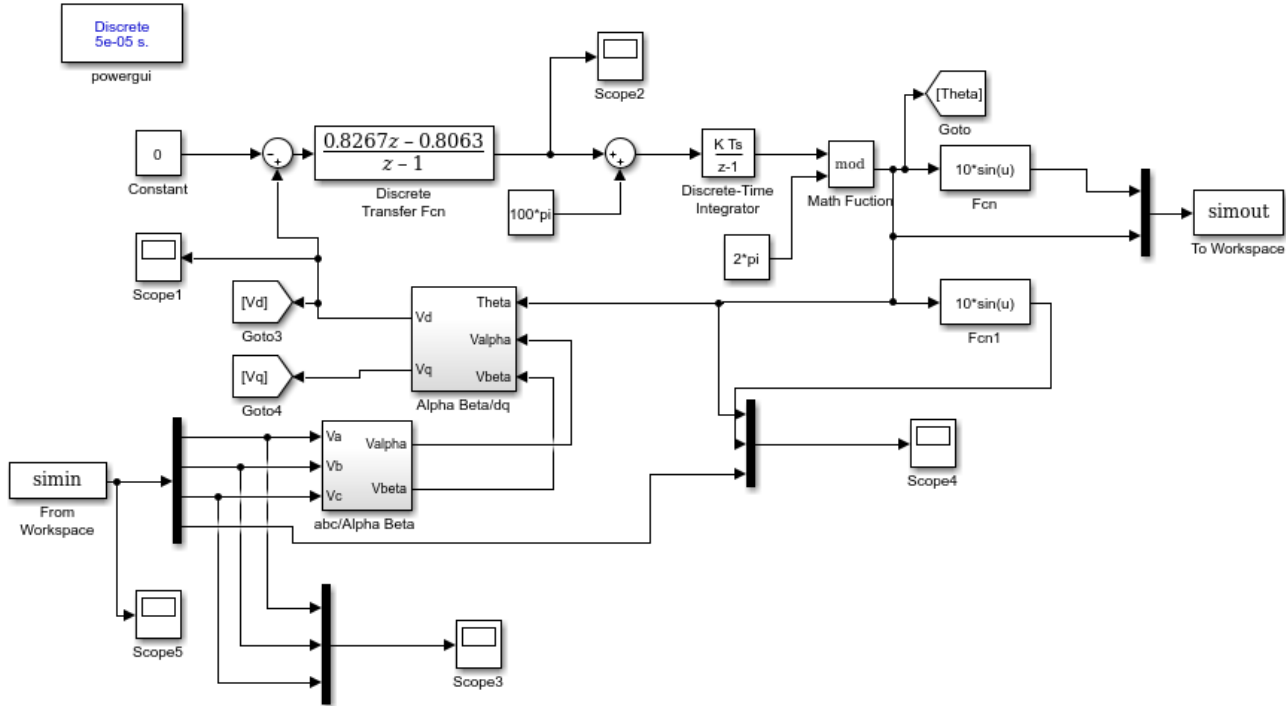 Discrete
5e-05 s.
powergui
Scope2
[Theta]
Goto
0
Constant
-
+
0.8267z – 0.8063
z – 1
Discrete
Transfer Fcn
+
+
100*pi
K Ts
z-1
Discrete-Time
Integrator
mod
Math Fuction
2*pi
10*sin(u)
Fcn
simout
To Workspace
Scope1
[Vd]
Goto3
[Vq]
Goto4
Vd
Vq
Theta
Valpha
Vbeta
Alpha Beta/dq
10*sin(u)
Fcn1
simin
From
Workspace
Va
Vb
Vc
Valpha
Vbeta
abc/Alpha Beta
Scope4
Scope5
Scope3